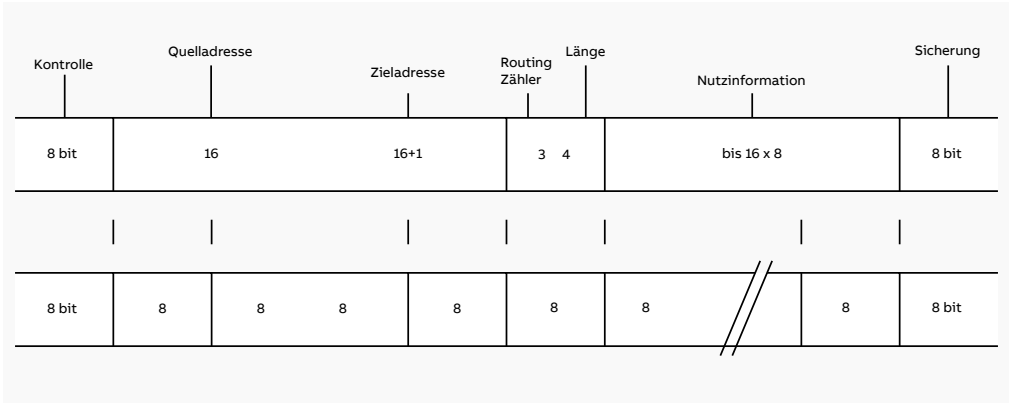 Kontrolle
Quelladresse
Zieladresse
Routing
Zähler
Länge
Nutzinformation
Sicherung
8 bit 16 16+1 3 4 bis 16 x 8 8 bit
8 bit 8 8 8 8 8 8 8 8 bit